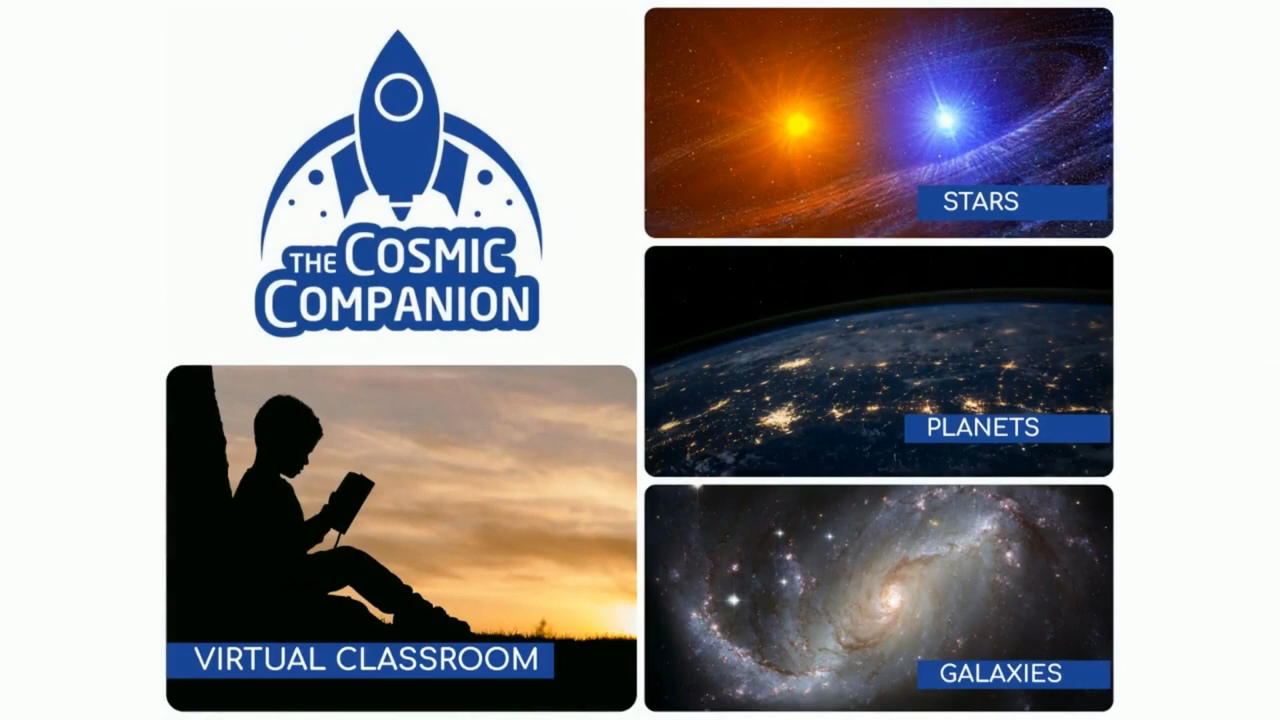 THE COSMIC
COMPANION
STARS
PLANETS
VIRTUAL CLASSROOM
GALAXIES